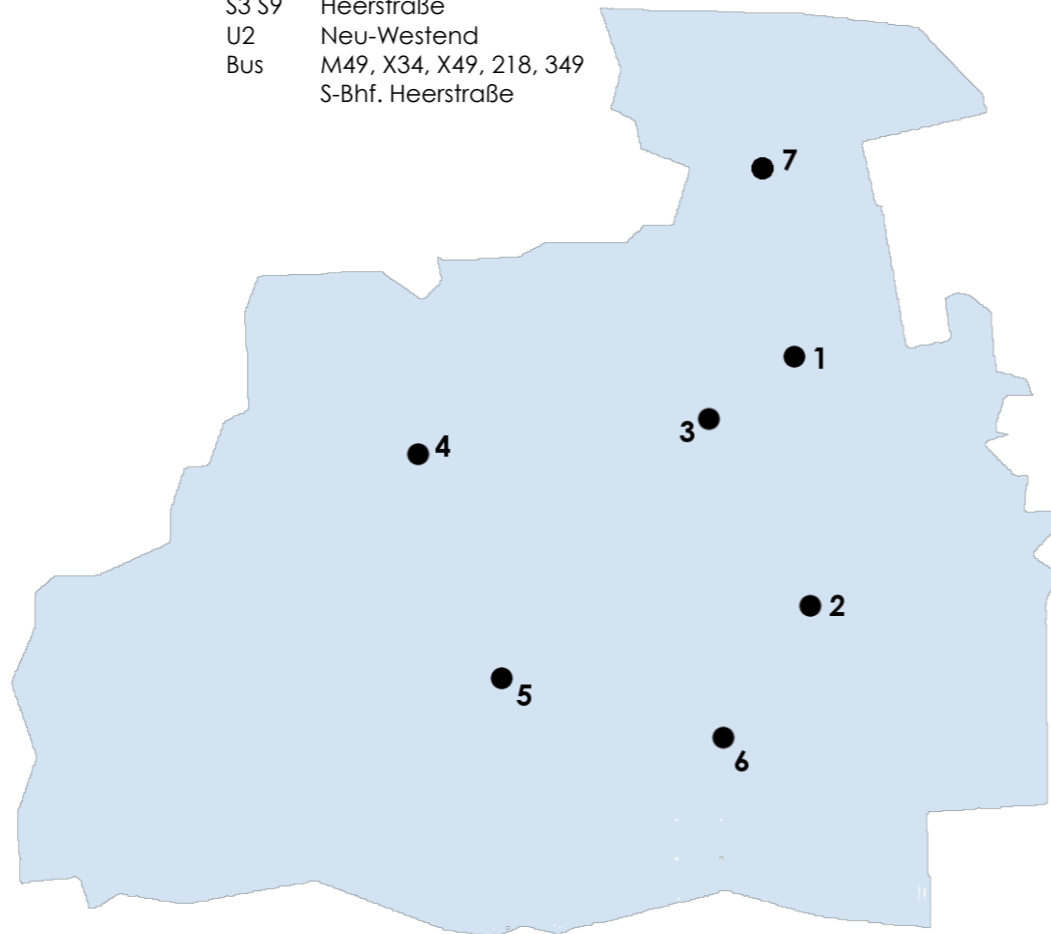 S3 S9 Heerstraße
U2 Neu-Westend
Bus M49, X34, X49, 218, 349
S-Bhf. Heerstraße
7
1
3
4
2
5
6